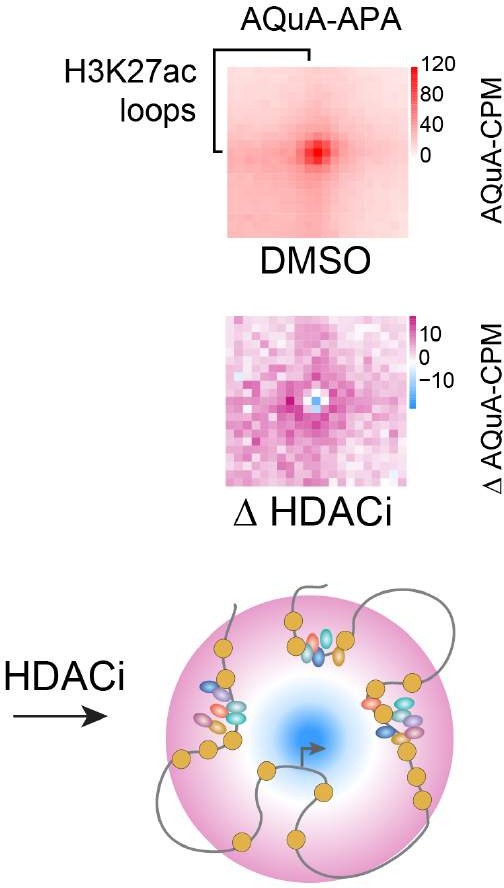 AQuA-APA
H3K27ac
loops
120
80
40
0
AQuA-CPM
DMSO
10
0
−10
Δ AQuA-CPM
Δ HDACi
HDACi